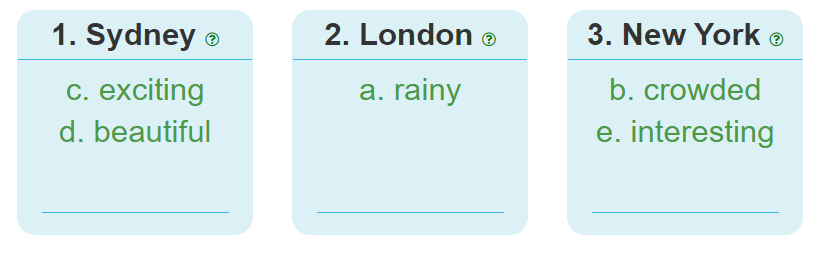 1. Sydney
c. exciting
d. beautiful
2. London
a. rainy
3. New York
b. crowded
e. interesting